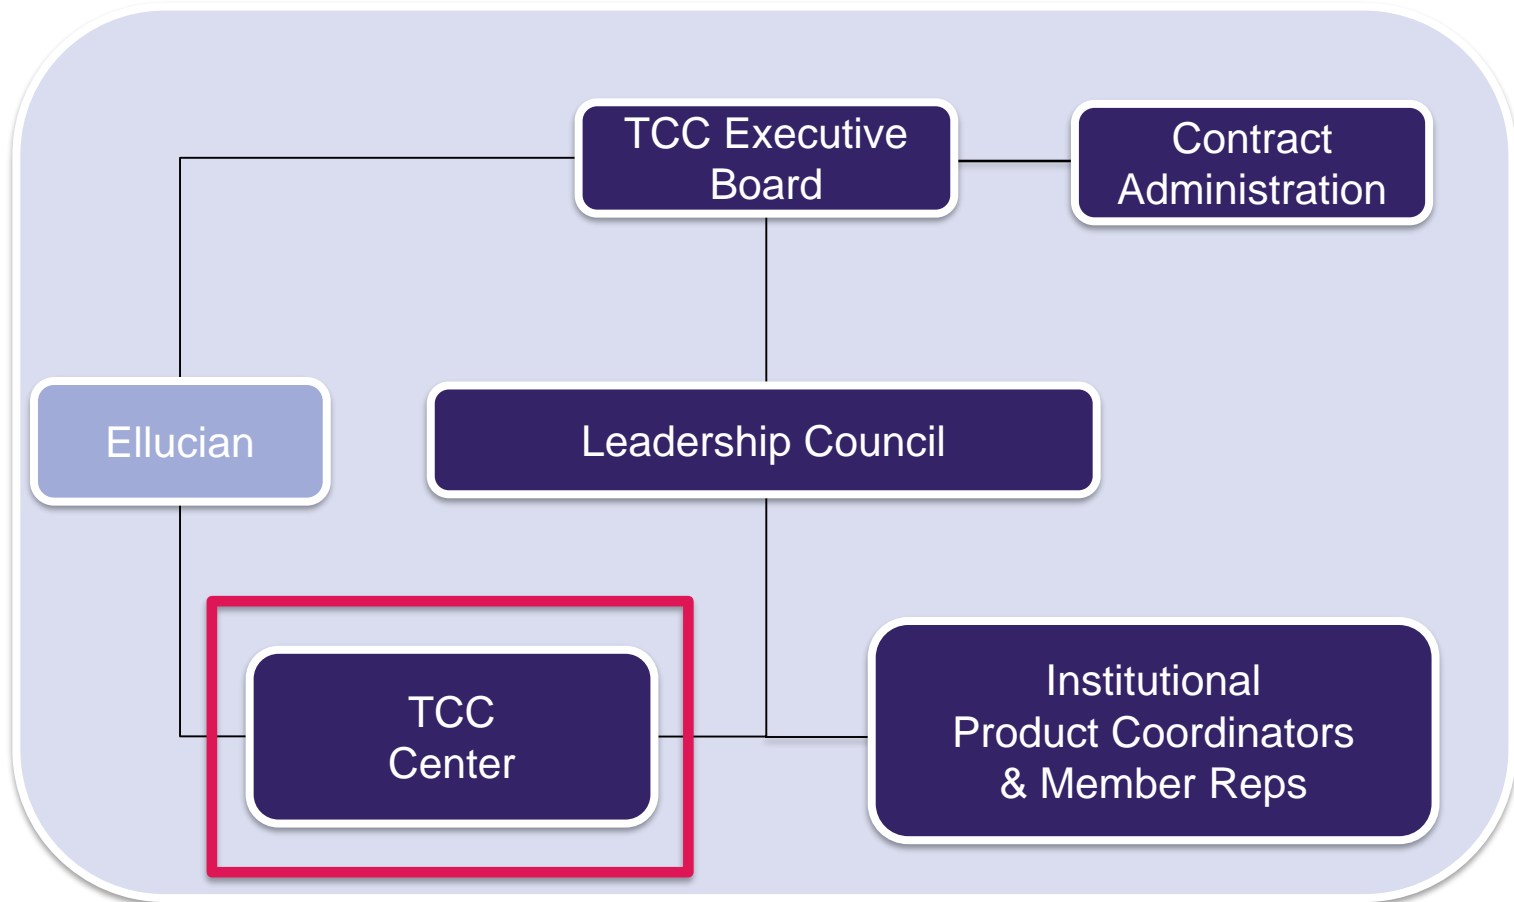 TCC Executive
Board
Contract
Administration
Ellucian
Leadership Council
TCC
Center
Institutional
Product Coordinators
& Member Reps